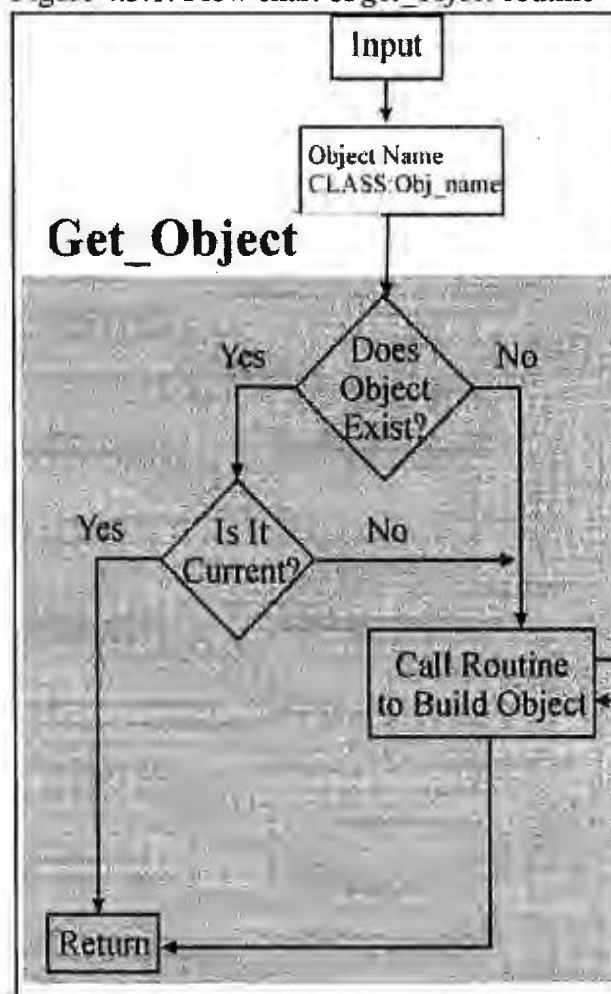 Input
Object Name
CLASS:Obj_name
Get_Object
Does
Object
Exist?
Yes
No
Is It
Current?
Yes
No
Call Routine
to Build Object
Return